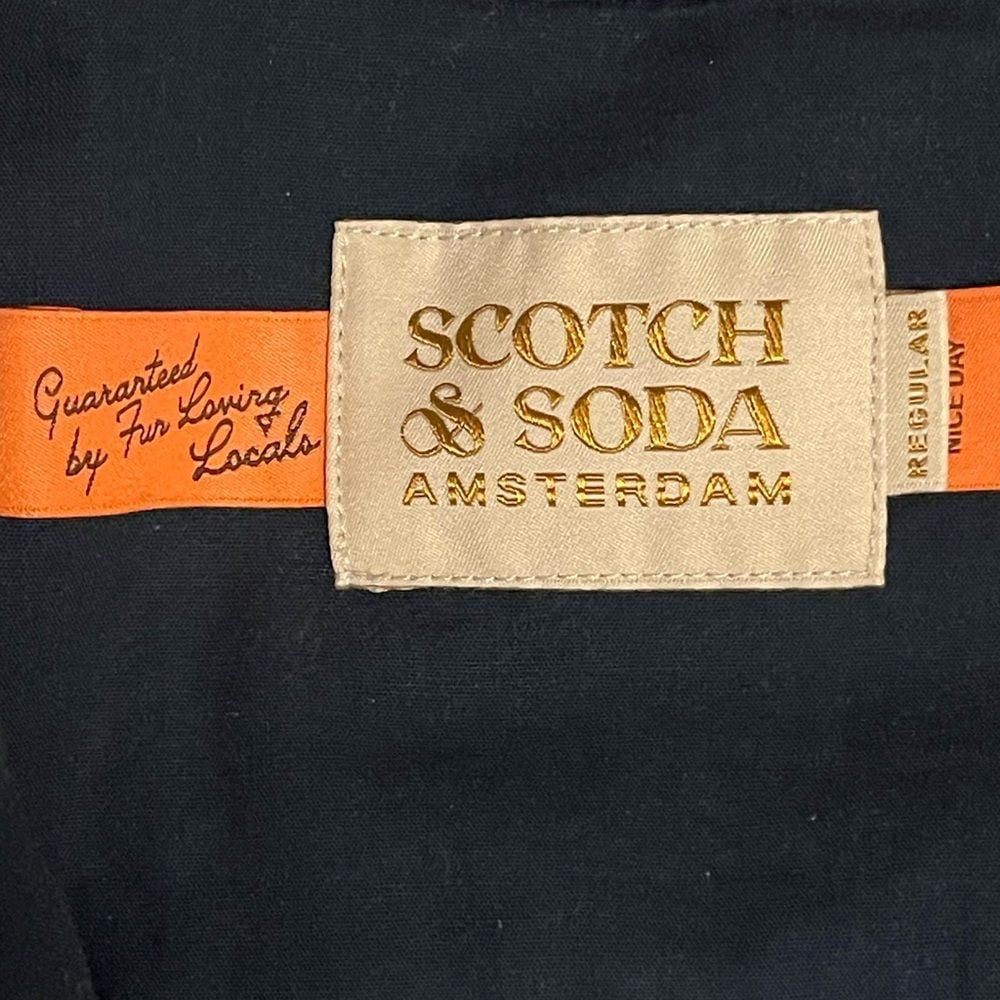 Guaranteed
by Fun Loving
Locals
SCOTCH
& SODA
AMSTERDAM
REGULAR
NICE DAY